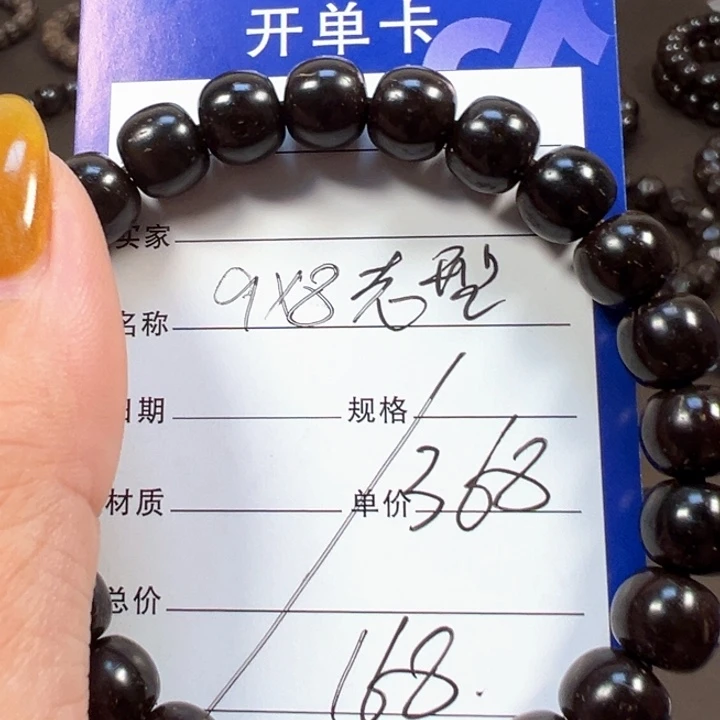 开单卡
买家
名称 9X8老型
日期 规格
材质 单价 368
总价
168.